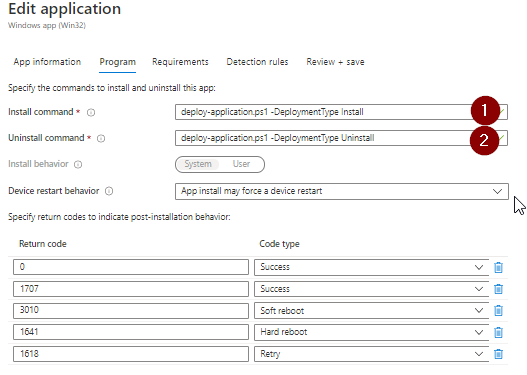 Edit application
Windows app (Win32)
App information Program Requirements Detection rules Review + save
Specify the commands to install and uninstall this app:
Install command * deploy-application.ps1 -DeploymentType Install 1
Uninstall command * deploy-application.ps1 -DeploymentType Uninstall 2
Install behavior System User
Device restart behavior App install may force a device restart
Specify return codes to indicate post-installation behavior:
Return code Code type
0 Success
1707 Success
3010 Soft reboot
1641 Hard reboot
1618 Retry